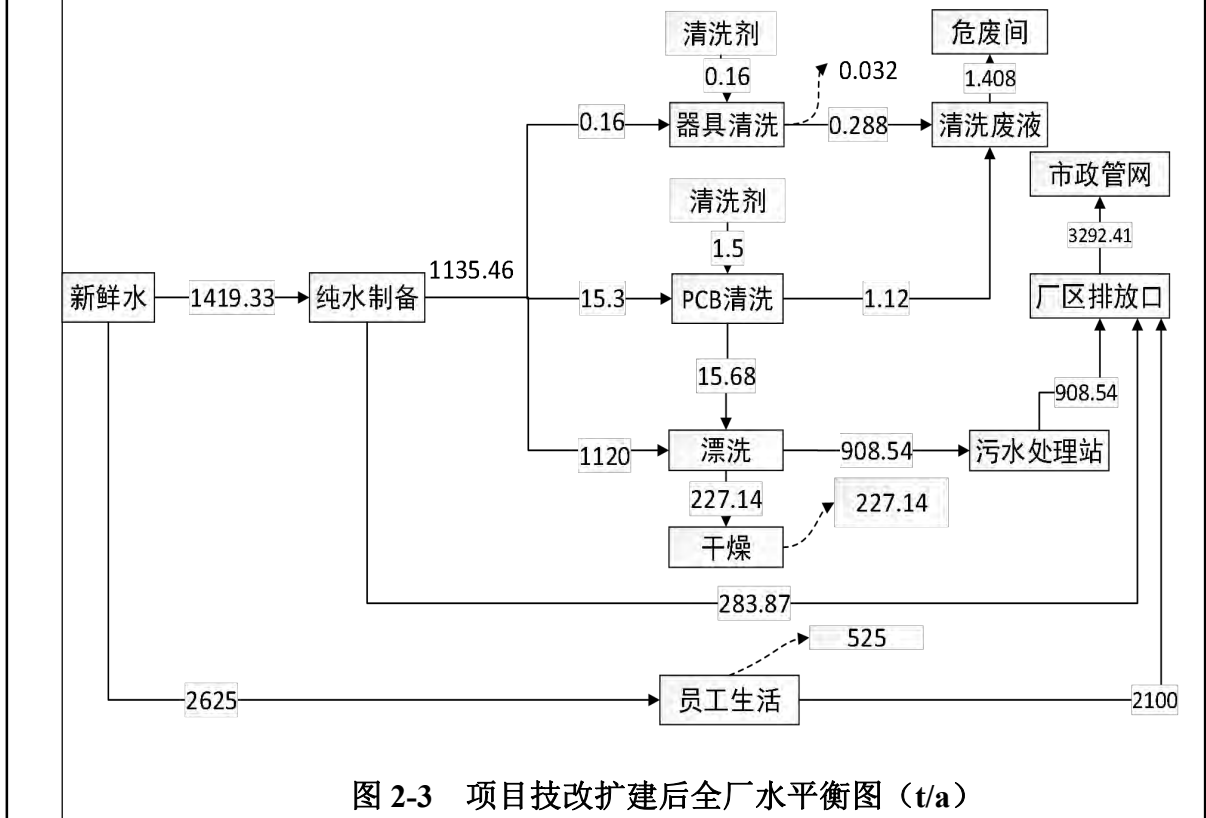 清洗剂
危废间
0.16
0.032
1.408
0.16
器具清洗
0.288
清洗废液
市政管网
清洗剂
3292.41
1.5
1135.46
新鲜水
1419.33
纯水制备
15.3
PCB清洗
1.12
厂区排放口
15.68
908.54
1120
漂洗
908.54
污水处理站
227.14
227.14
干燥
283.87
525
2625
员工生活
2100
图 2-3 项目技改扩建后全厂水平衡图（t/a）